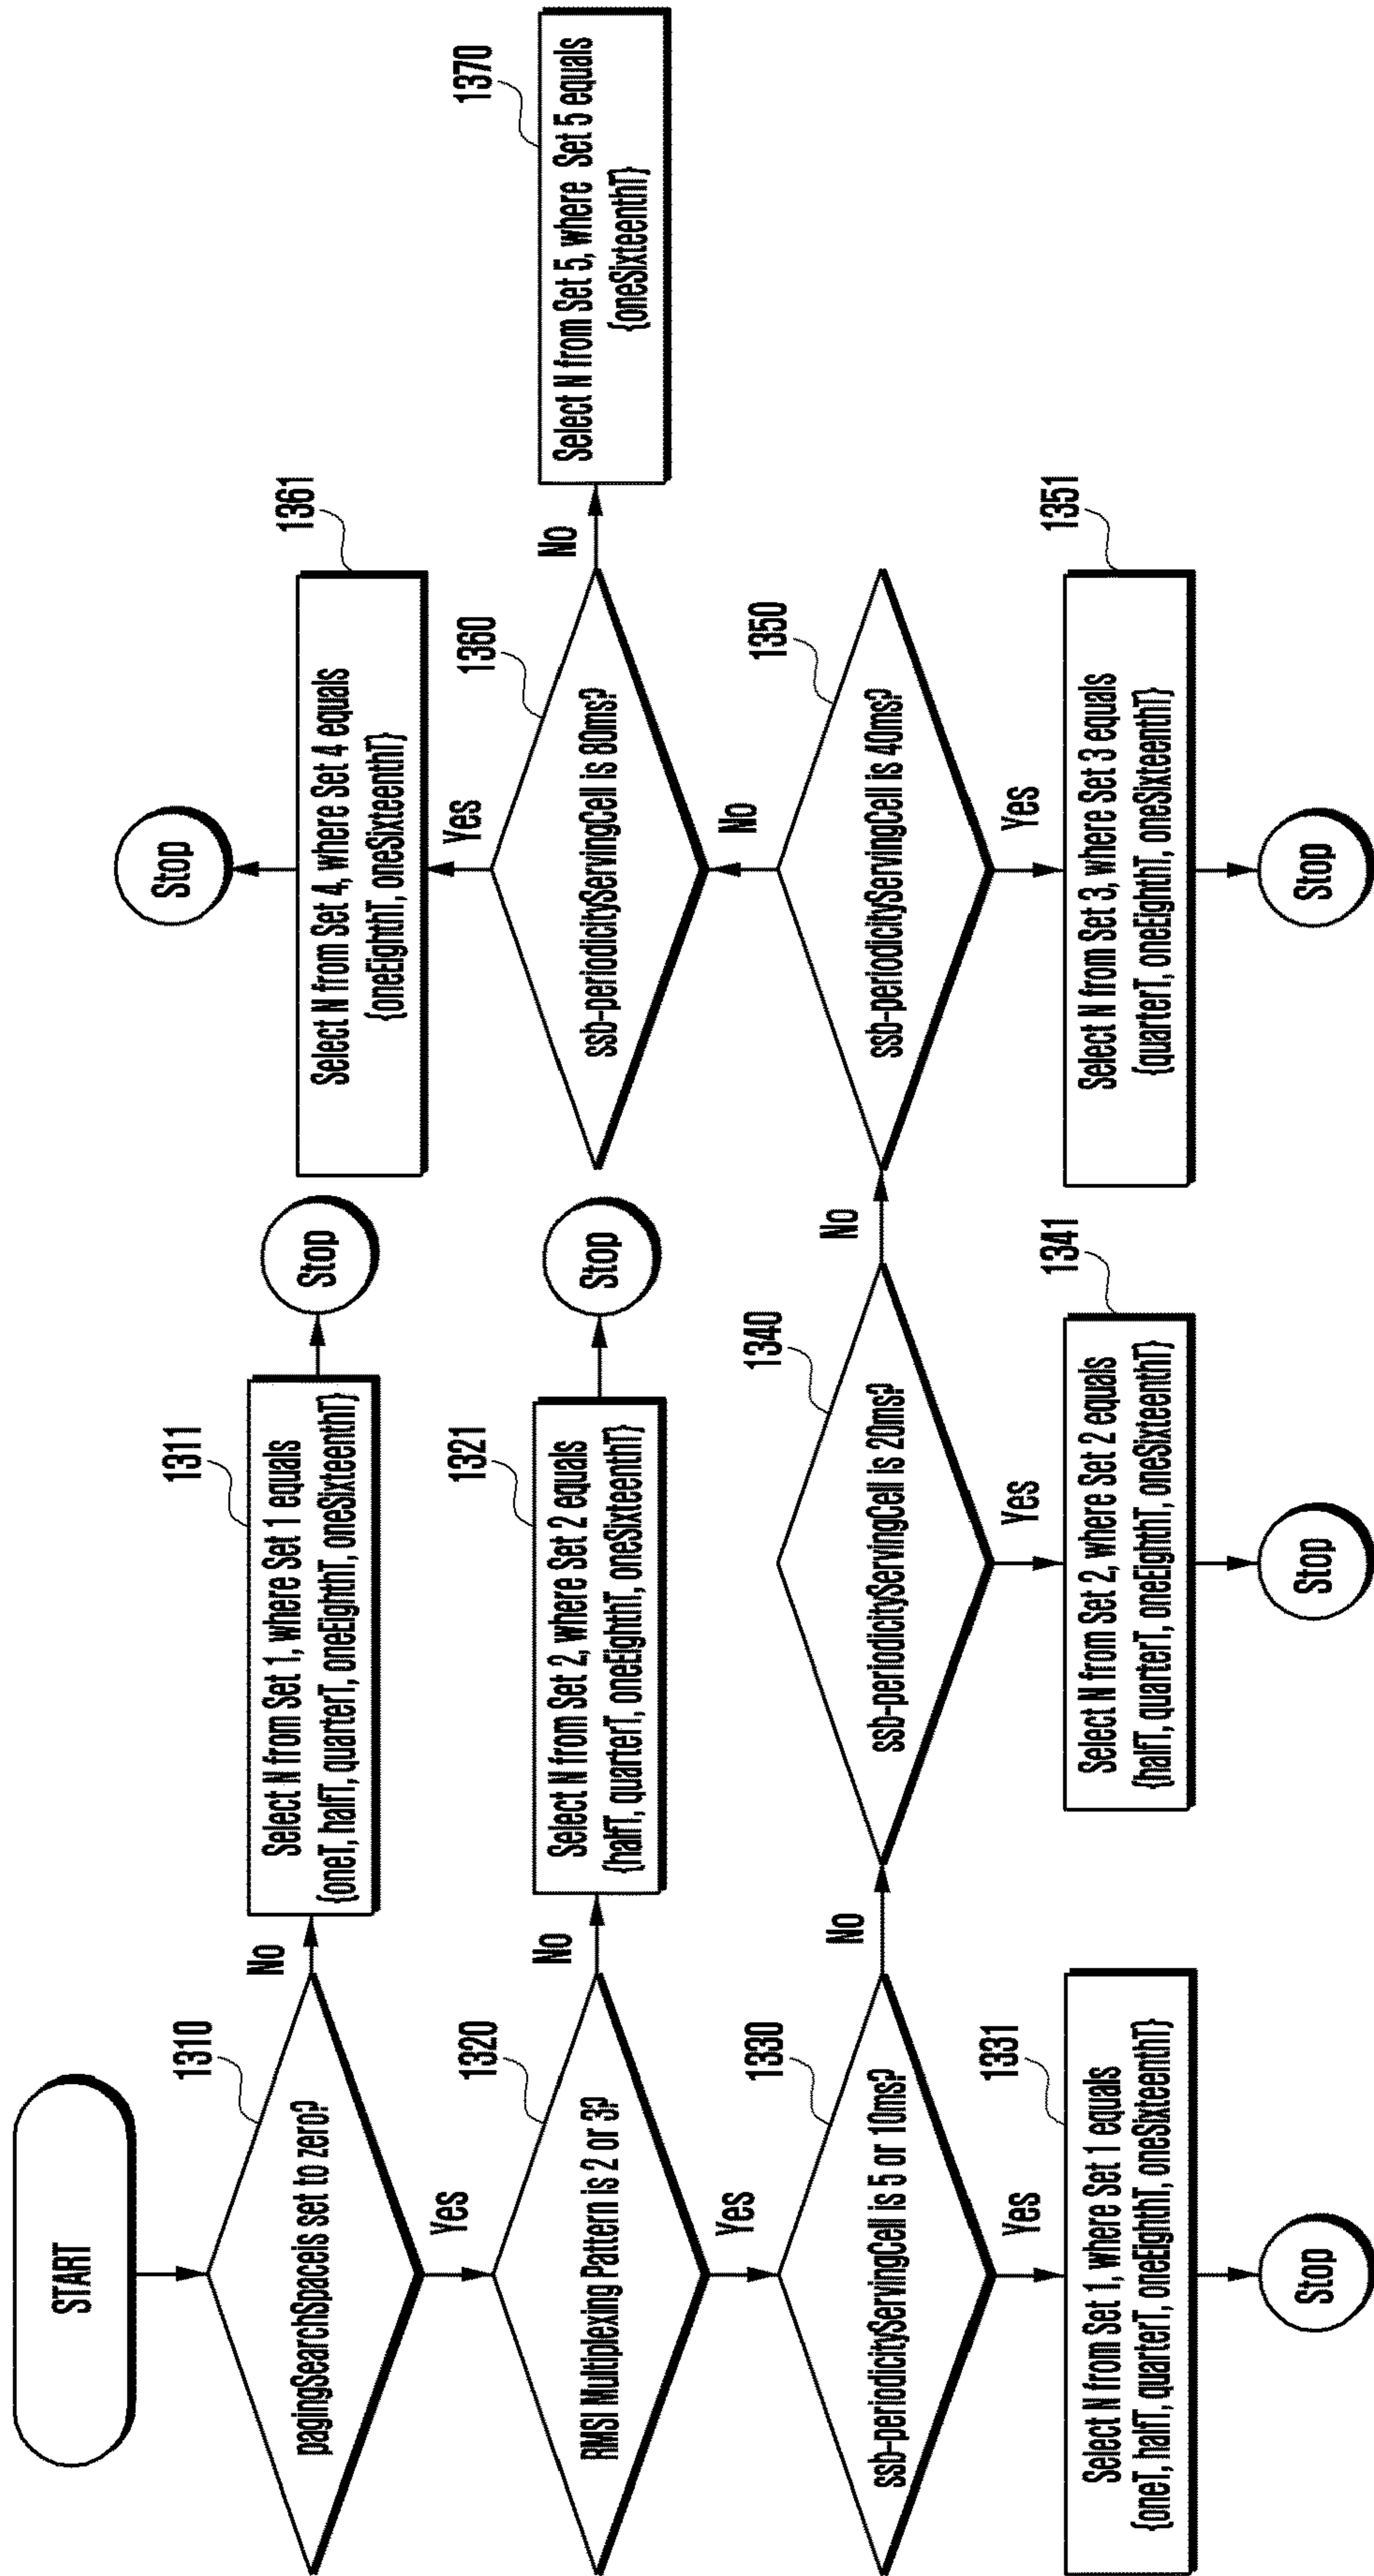 START
1310
pagingSearchSpaceis set to zero?
No
1311
Select N from Set 1, where Set 1 equals
{oneT, halfT, quarterT, oneEighthT, oneSixteenthT}
Stop
Yes
1320
RMSI Multiplexing Pattern is 2 or 3?
No
1321
Select N from Set 2, where Set 2 equals
{halfT, quarterT, oneEighthT, oneSixteenthT}
Stop
Yes
1330
ssb-periodicityServingCell is 5 or 10ms?
Yes
1331
Select N from Set 1, where Set 1 equals
{oneT, halfT, quarterT, oneEighthT, oneSixteenthT}
Stop
No
1340
ssb-periodicityServingCell is 20ms?
Yes
1341
Select N from Set 2, where Set 2 equals
{halfT, quarterT, oneEighthT, oneSixteenthT}
Stop
No
1350
ssb-periodicityServingCell is 40ms?
Yes
1351
Select N from Set 3, where Set 3 equals
{quarterT, oneEighthT, oneSixteenthT}
Stop
No
1360
ssb-periodicityServingCell is 80ms?
Yes
1361
Select N from Set 4, where Set 4 equals
{oneEighthT, oneSixteenthT}
Stop
No
1370
Select N from Set 5, where Set 5 equals
{oneSixteenthT}